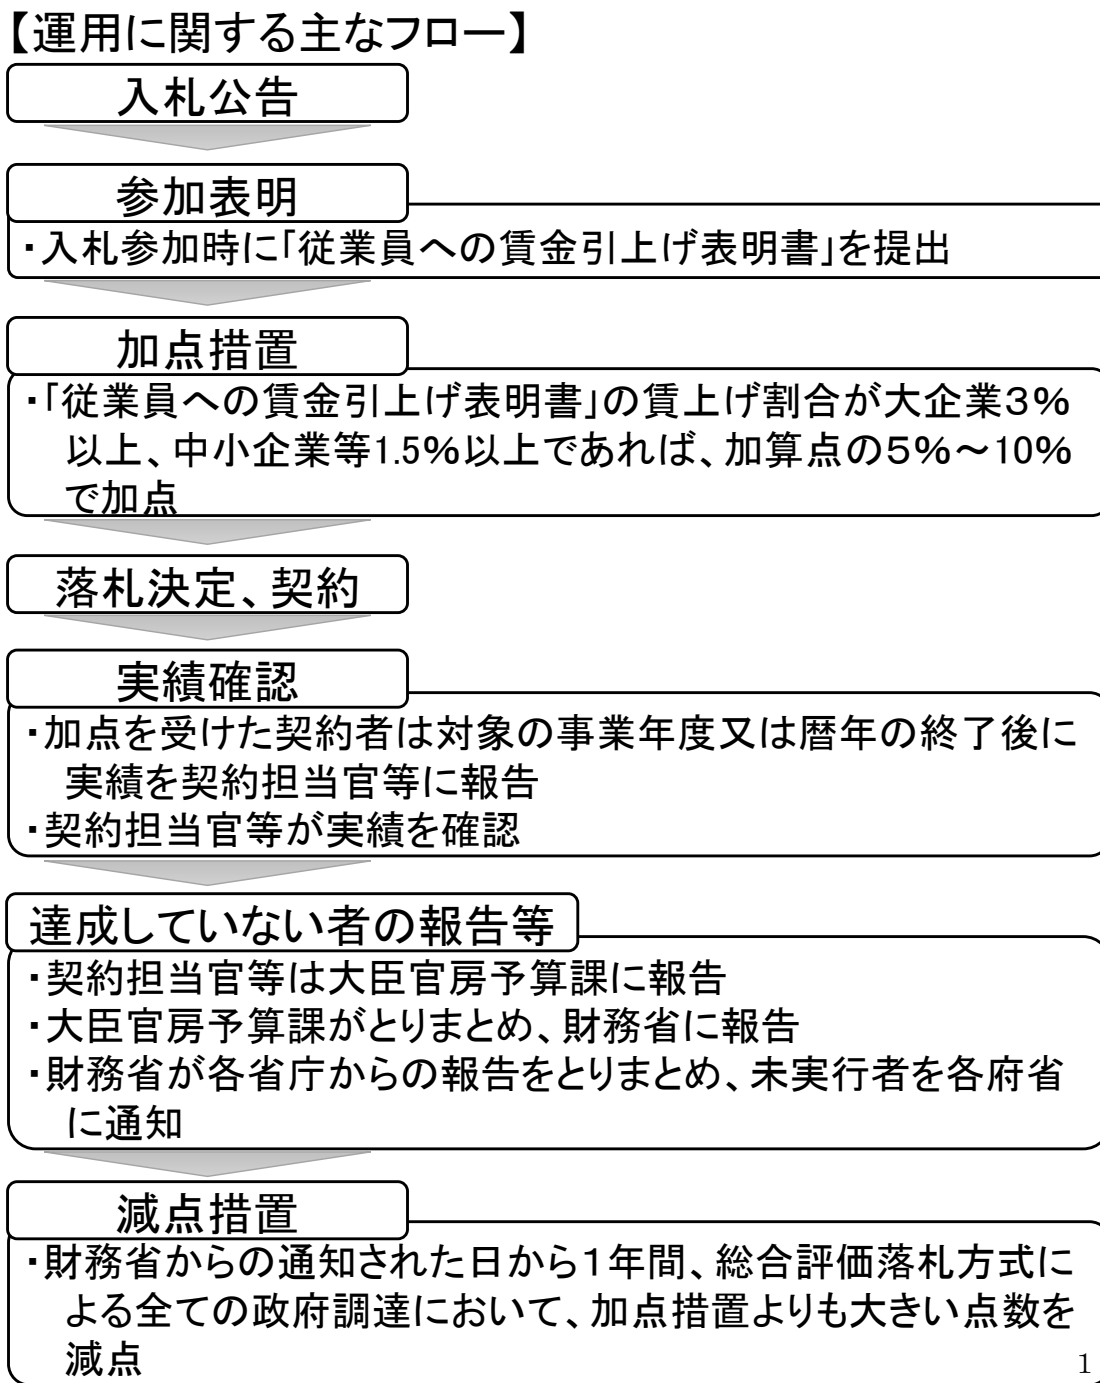 【運用に関する主なフロー】
入札公告
参加表明
・入札参加時に「従業員への賃金引上げ表明書」を提出
加点措置
・「従業員への賃金引上げ表明書」の賃上げ割合が大企業３％
以上、中小企業等1.5％以上であれば、加算点の５％～10％
で加点
落札決定、契約
実績確認
・加点を受けた契約者は対象の事業年度又は暦年の終了後に
実績を契約担当官等に報告
・契約担当官等が実績を確認
達成していない者の報告等
・契約担当官等は大臣官房予算課に報告
・大臣官房予算課がとりまとめ、財務省に報告
・財務省が各省庁からの報告をとりまとめ、未実行者を各府省
に通知
減点措置
・財務省からの通知された日から１年間、総合評価落札方式に
よる全ての政府調達において、加点措置よりも大きい点数を
減点
1